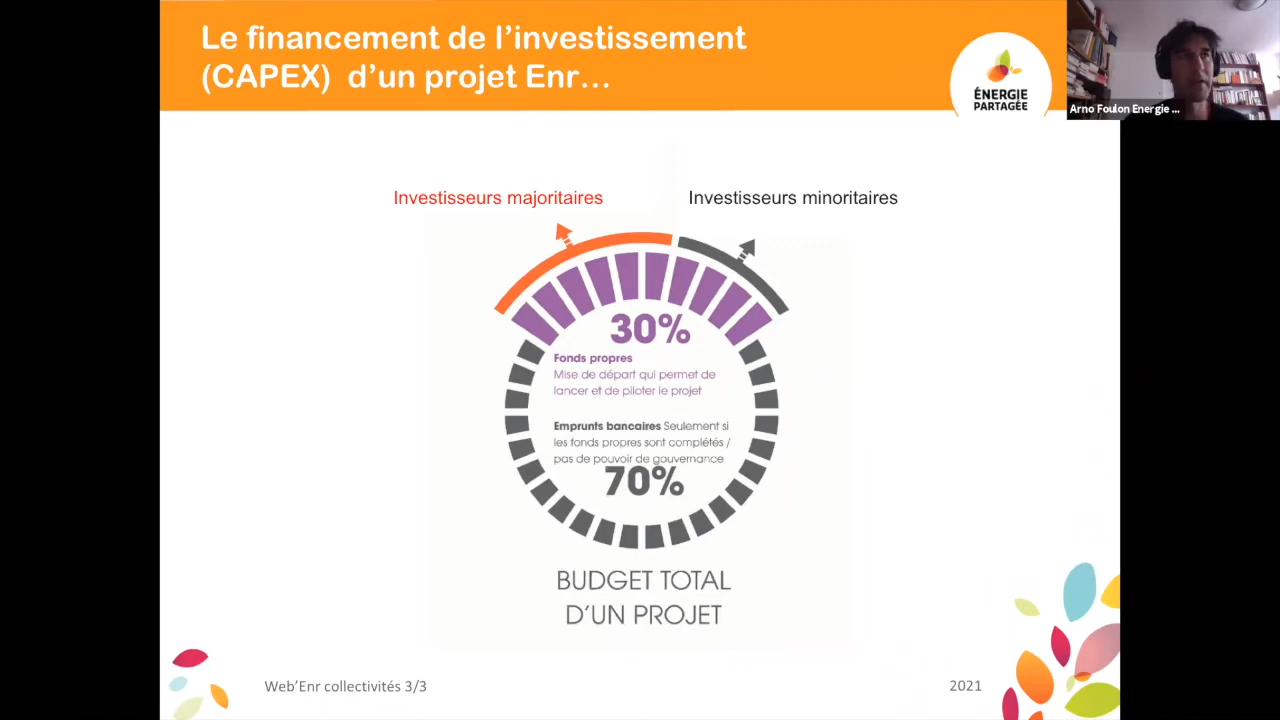 Le financement de l’investissement
(CAPEX) d’un projet Enr...
ÉNERGIE
PARTAGÉE
Arno Foulon Energie ...
Investisseurs majoritaires
Investisseurs minoritaires
30%
Fonds propres
Mise de départ qui permet de
lancer et de piloter le projet
Emprunts bancaires Seulement si
les fonds propres sont complétés /
pas de pouvoir de gouvernance
70%
BUDGET TOTAL
D’UN PROJET
Web’Enr collectivités 3/3
2021